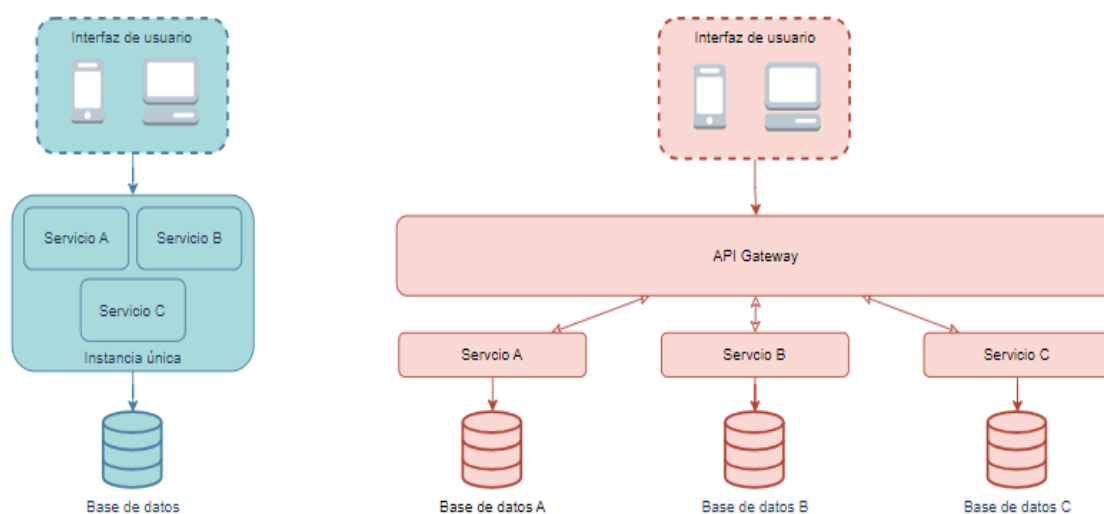 Interfaz de usuario
Servicio A
Servicio B
Servicio C
Instancia única
Base de datos
Interfaz de usuario
API Gateway
Servcio A
Servcio B
Servicio C
Base de datos A
Base de datos B
Base de datos C